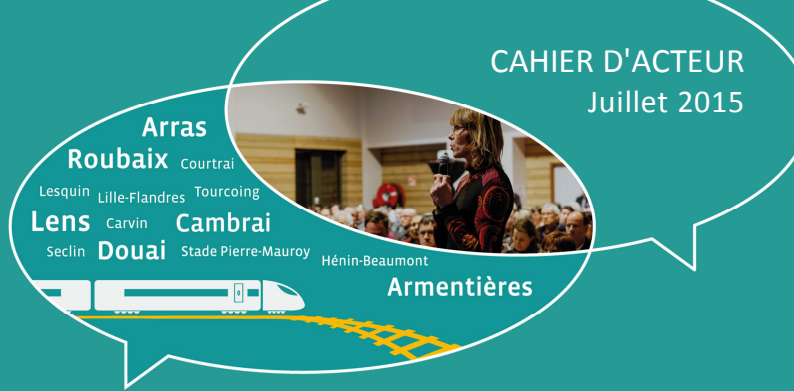 CAHIER D'ACTEUR
Juillet 2015
Arras
Roubaix Courtrai
Lesquin Lille-Flandres Tourcoing
Lens Carvin Cambrai
Seclin Douai Stade Pierre-Mauroy
Hénin-Beaumont
Armentières